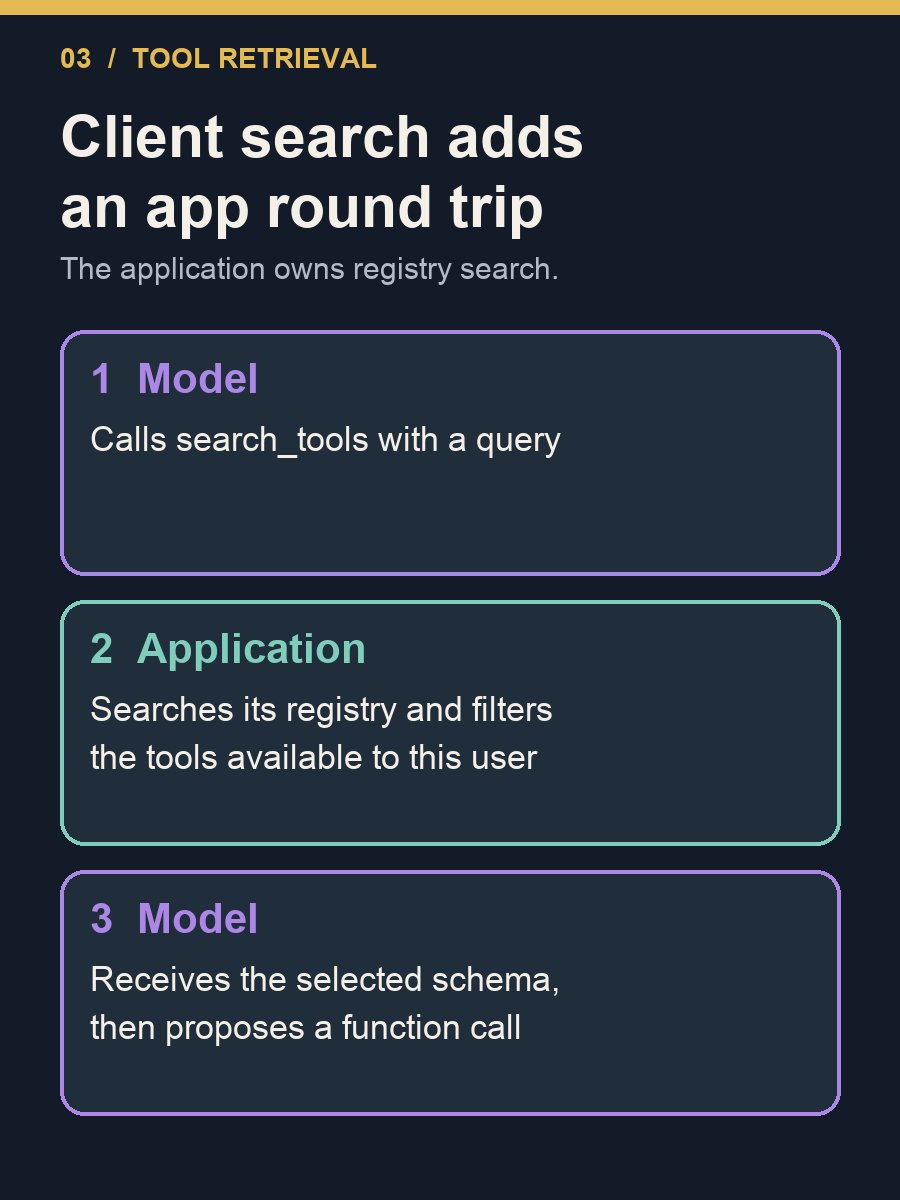 03 / TOOL RETRIEVAL
Client search adds
an app round trip
The application owns registry search.
1 Model
Calls search_tools with a query
2 Application
Searches its registry and filters
the tools available to this user
3 Model
Receives the selected schema,
then proposes a function call